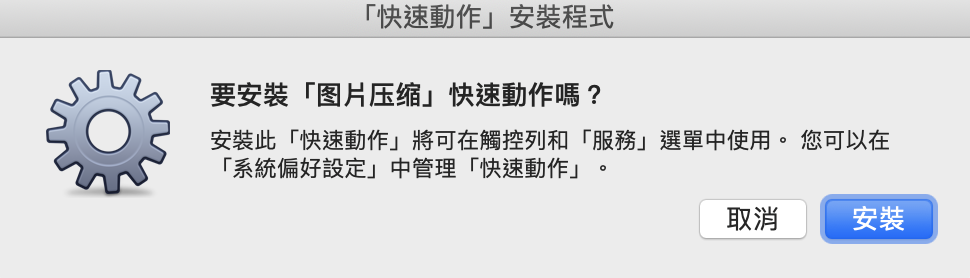 「快速動作」安裝程式
要安裝「图片压缩」快速動作嗎？
安裝此「快速動作」將可在觸控列和「服務」選單中使用。 您可以在
「系統偏好設定」中管理「快速動作」。
取消
安裝